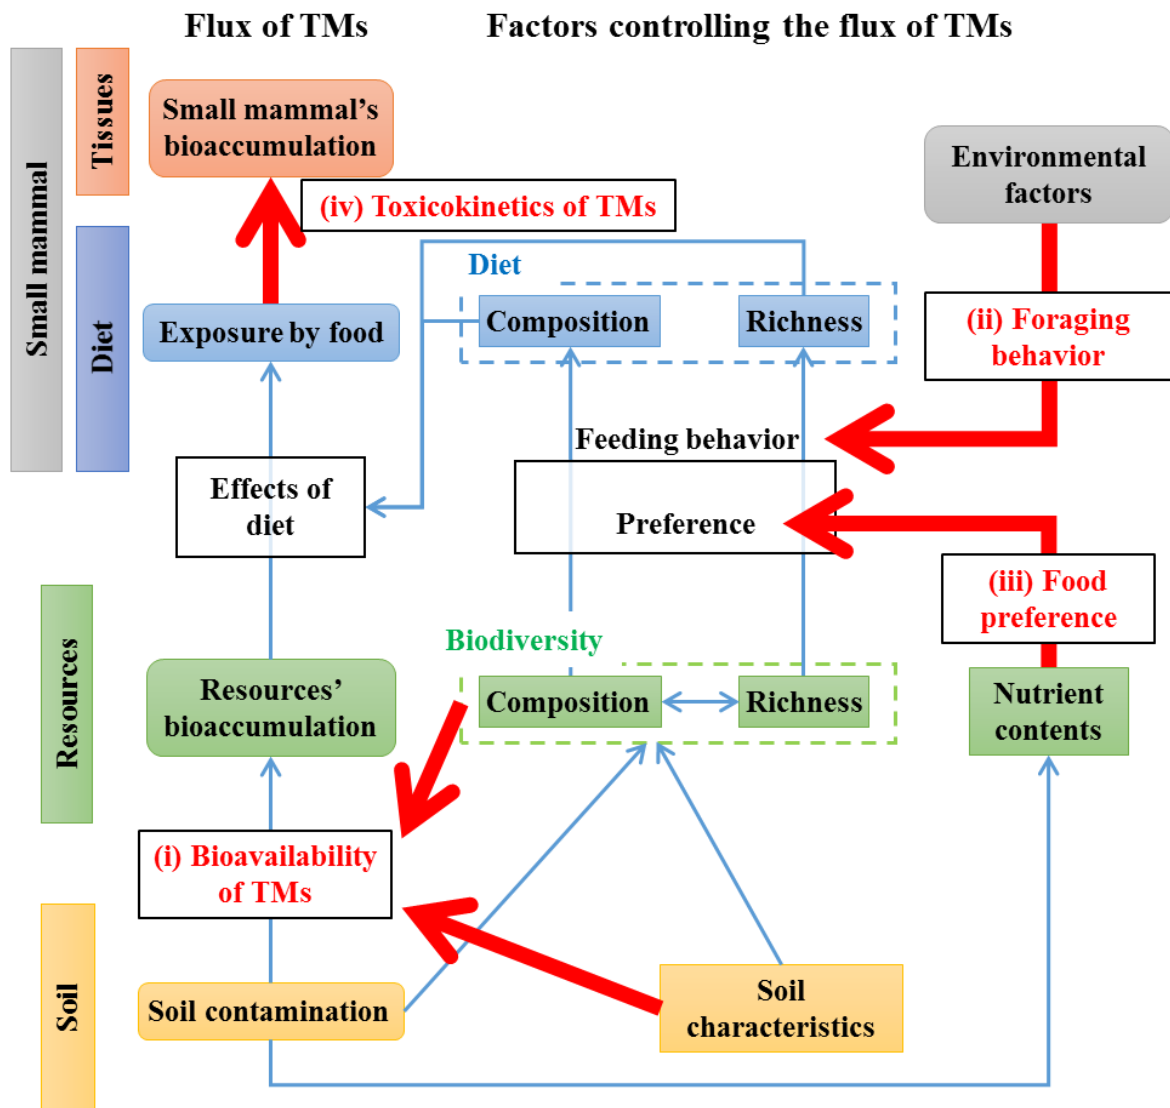 Flux of TMs
Factors controlling the flux of TMs
Small mammal
Tissues
Diet
Resources
Soil
Small mammal’s
bioaccumulation
(iv) Toxicokinetics of TMs
Environmental
factors
Diet
Exposure by food
Composition
Richness
(ii) Foraging
behavior
Feeding behavior
Effects of
diet
Preference
(iii) Food
preference
Biodiversity
Resources’
bioaccumulation
Composition
Richness
Nutrient
contents
(i) Bioavailability
of TMs
Soil contamination
Soil
characteristics